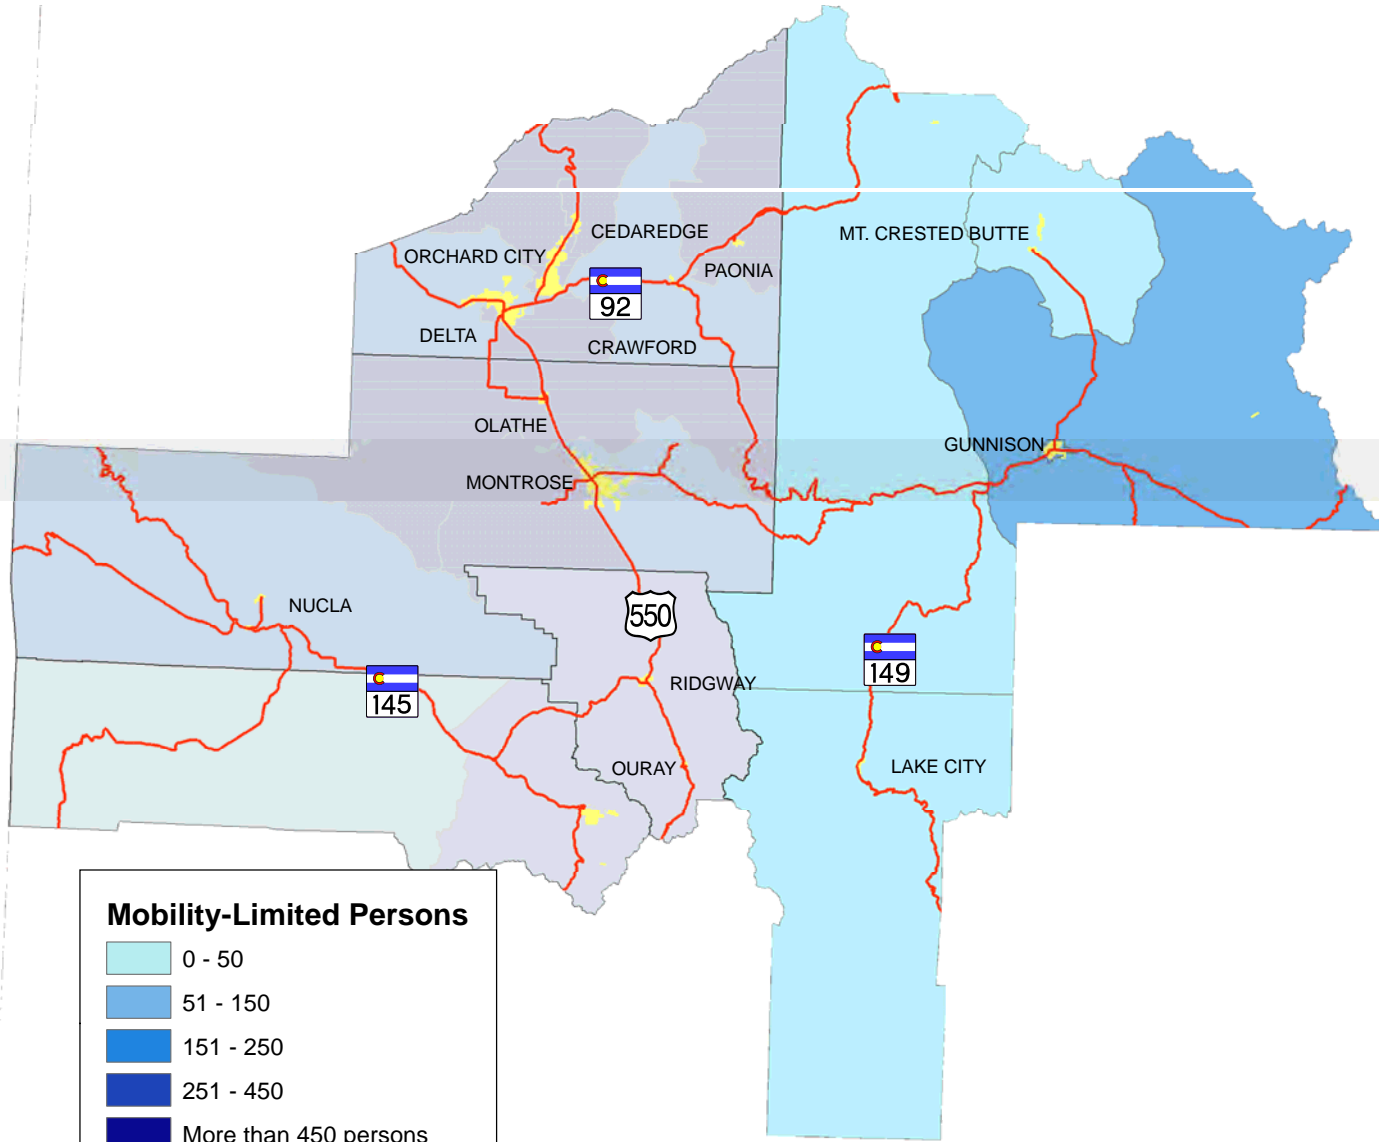 CEDAREDGE
MT. CRESTED BUTTE
ORCHARD CITY
PAONIA
92
DELTA
CRAWFORD
OLATHE
GUNNISON
MONTROSE
NUCLA
550
149
RIDGWAY
145
OURAY
LAKE CITY
Mobility-Limited Persons
0 - 50
51 - 150
151 - 250
251 - 450
More than 450 persons